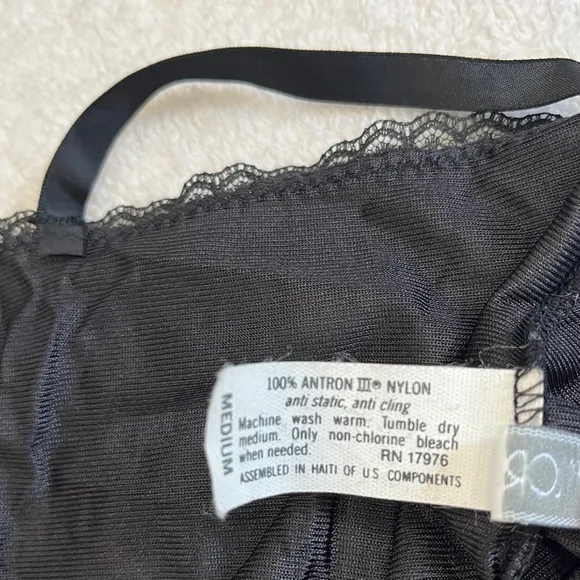 100% ANTRON III® NYLON
anti static, anti cling
Machine wash warm. Tumble dry
medium. Only non-chlorine bleach
when needed. RN 17976
ASSEMBLED IN HAITI OF U.S. COMPONENTS
MEDIUM